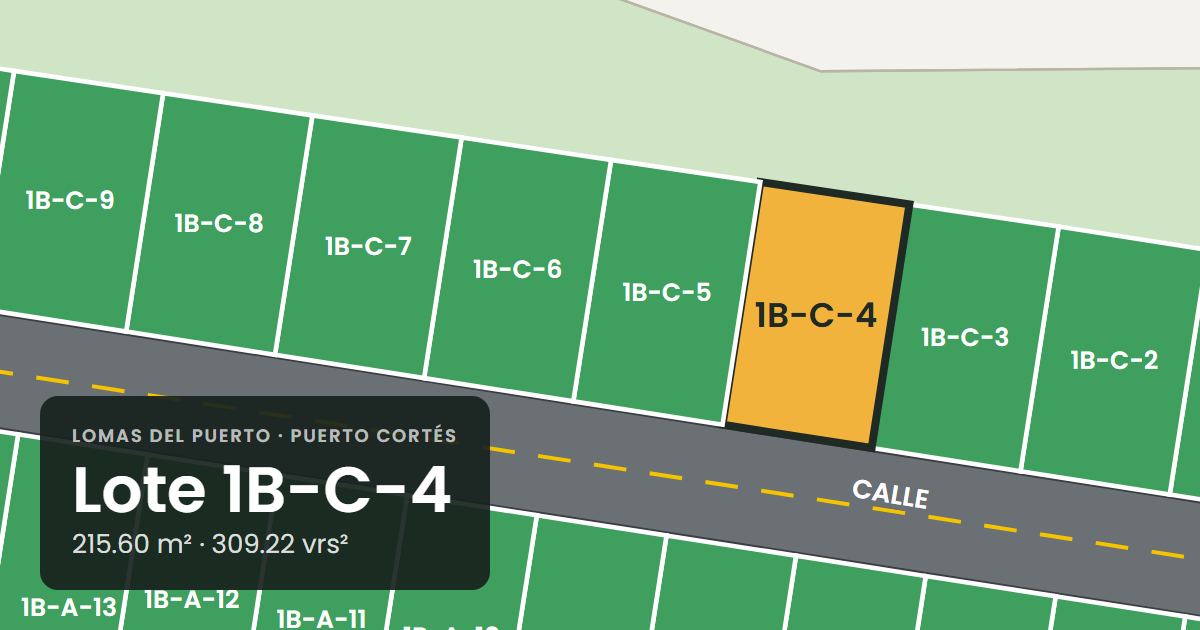 1B-C-9
1B-C-8
1B-C-7
1B-C-6
1B-C-5
1B-C-4
1B-C-3
1B-C-2
CALLE
LOMAS DEL PUERTO · PUERTO CORTÉS
Lote 1B-C-4
215.60 m² · 309.22 vrs²
1B-A-13
1B-A-12
1B-A-11